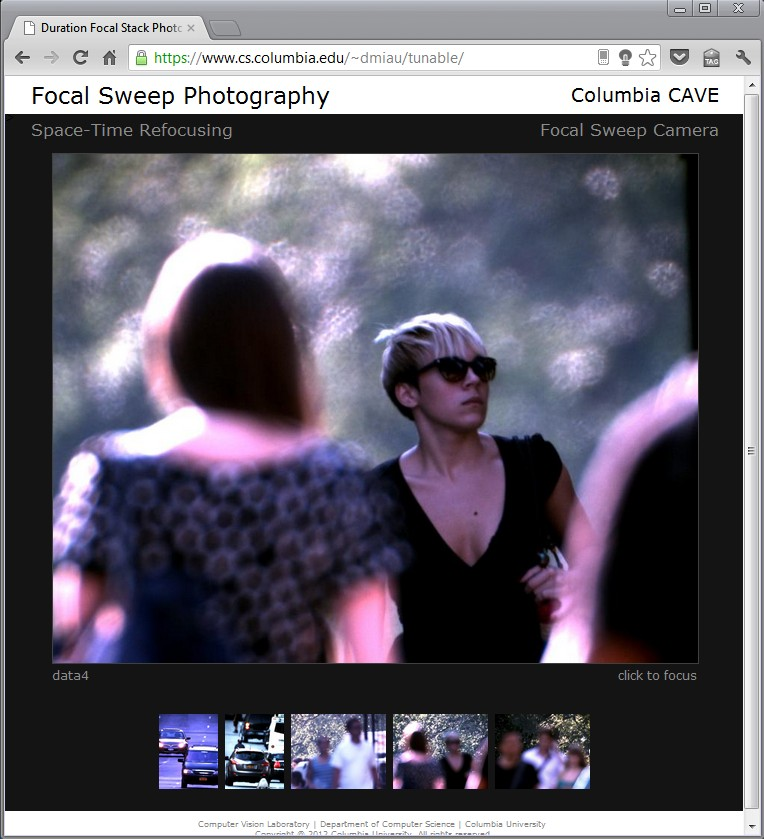 Duration Focal Stack Photo
https://www.cs.columbia.edu/~dmiau/tunable/
TAG
Focal Sweep Photography
Columbia CAVE
Space-Time Refocusing
Focal Sweep Camera
data4
click to focus
Computer Vision Laboratory | Department of Computer Science | Columbia University
Copyright © 2012 Columbia University. All rights reserved.